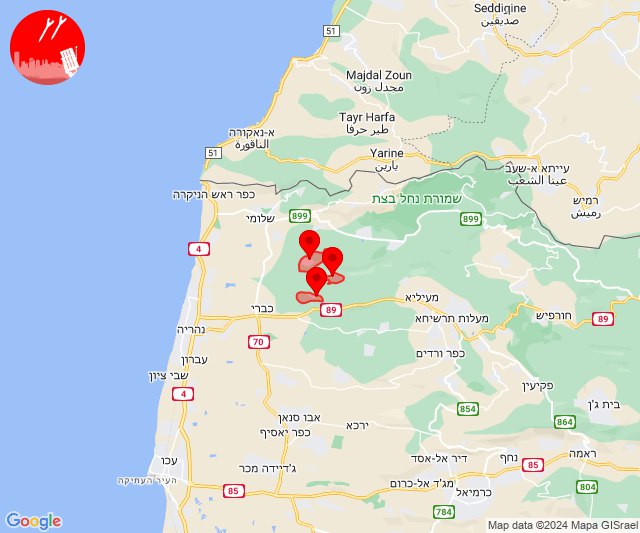 Seddiqine
صديقين
51
Majdal Zoun
مجدل زون
Tayr Harfa
طير حرفا
א-נאקורה
الناقورة
51
Yarine
يارين
עייתא א-שעב
عيتا الشعب
רמיש
رميش
כפר ראש הניקרה
שמורת נחל בצת
899
שלומי
899
4
מעיליא
כברי
89
נהריה
מעלות תרשיחא
חורפיש
89
70
עברון
כפר ורדים
שבי ציון
פקיעין
4
בית ג'ן
854
אבו סנאן
864
ירכא
כפר יאסיף
ראמה
עכו
דיר אל-אסד
נחף
ג'דיידה מכר
85
העיר העתיקה
מג'ד אל-כרום
85
כרמיאל
804
784
Google
Map data ©2024 Mapa GISrael